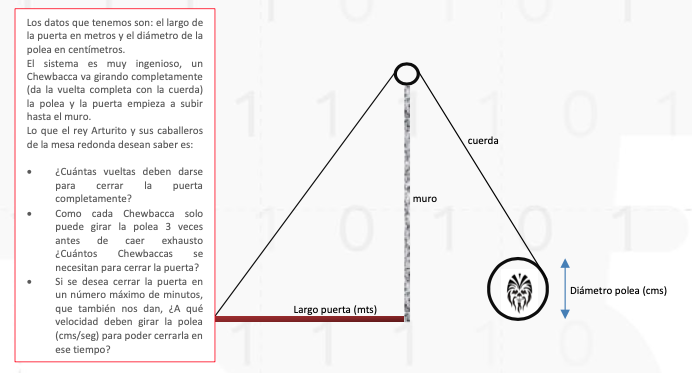 Los datos que tenemos son: el largo de
la puerta en metros y el diámetro de la
polea en centímetros.
El sistema es muy ingenioso, un
Chewbacca va girando completamente
(da la vuelta completa con la cuerda)
la polea y la puerta empieza a subir
hasta el muro.
Lo que el rey Arturito y sus caballeros
de la mesa redonda desean saber es:
• ¿Cuántas vueltas deben darse
para cerrar la puerta
completamente?
• Como cada Chewbacca solo
puede girar la polea 3 veces
antes de caer exhausto
¿Cuántos Chewbaccas se
necesitan para cerrar la puerta?
• Si se desea cerrar la puerta en
un número máximo de minutos,
que también nos dan, ¿A qué
velocidad deben girar la polea
(cms/seg) para poder cerrarla en
ese tiempo?
cuerda
muro
Largo puerta (mts)
Diámetro polea (cms)